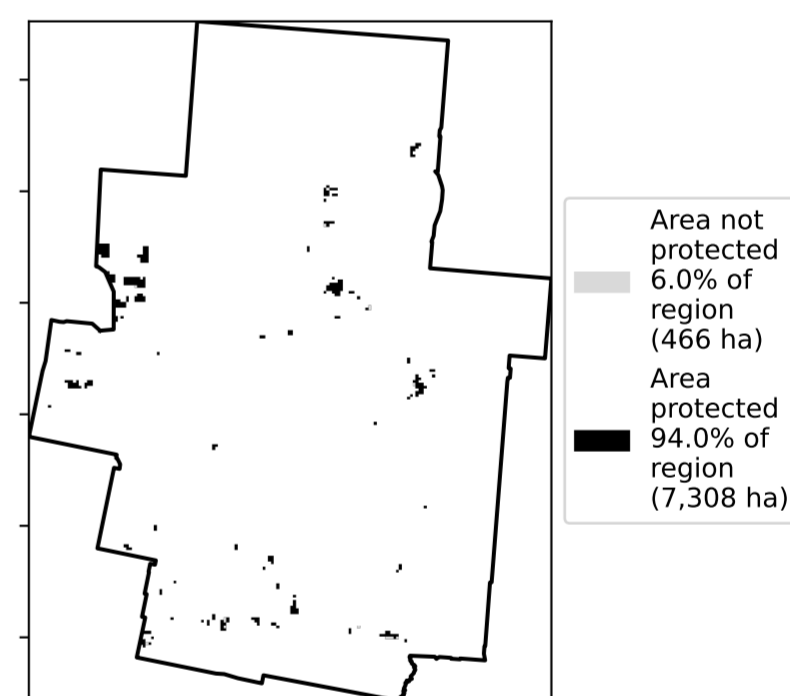 Area not
protected
6.0% of
region
(466 ha)
Area
protected
94.0% of
region
(7,308 ha)